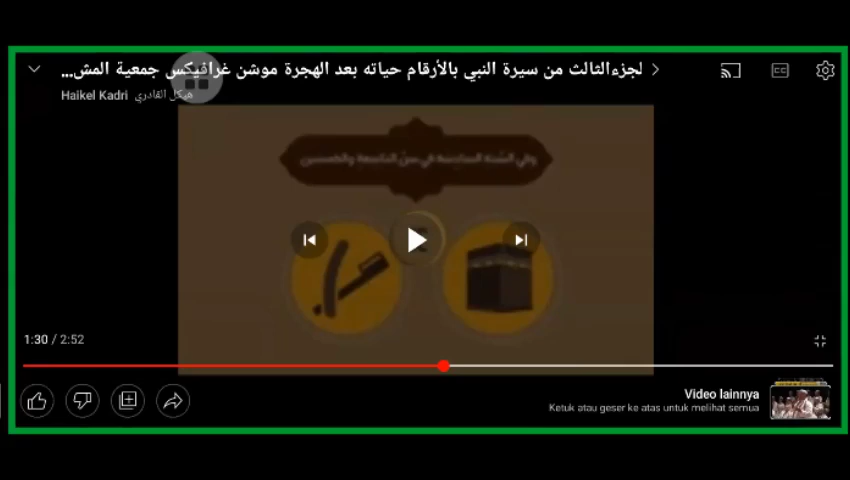 لجزءالثالث من سيرة النبي بالأرقام حياته بعد الهجرة موشن غرافيكس جمعية المش...
Haikel Kadri هيكل القادري
CC
وفي السنة السادسة في سن التاسعة والخمسين
1:30 / 2:52
Video lainnya
Ketuk atau geser ke atas untuk melihat semua